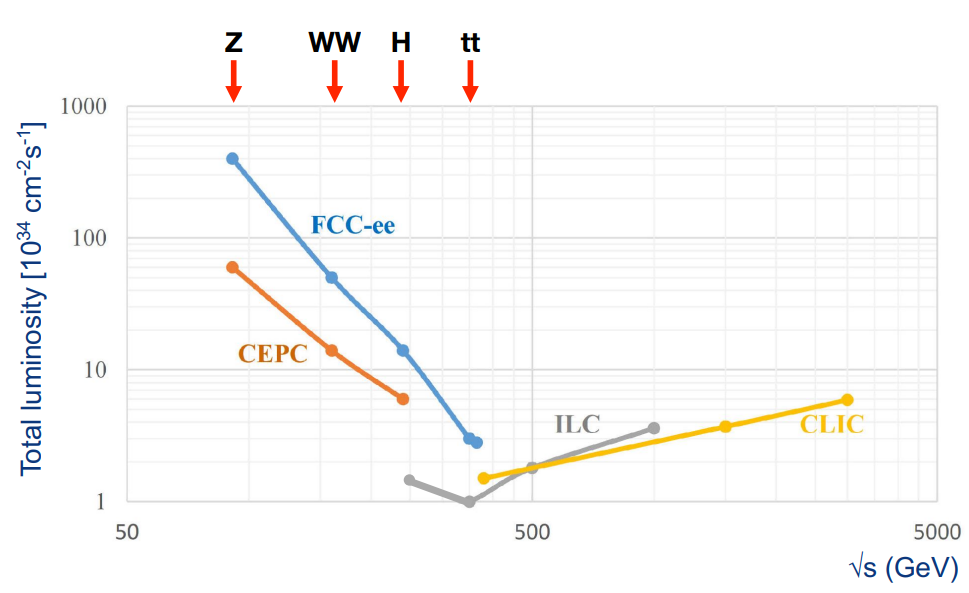 Z WW H tt
1000
100
10
1
Total luminosity [10³⁴ cm⁻²s⁻¹]
FCC-ee
CEPC
ILC
CLIC
50 500 5000
√s (GeV)